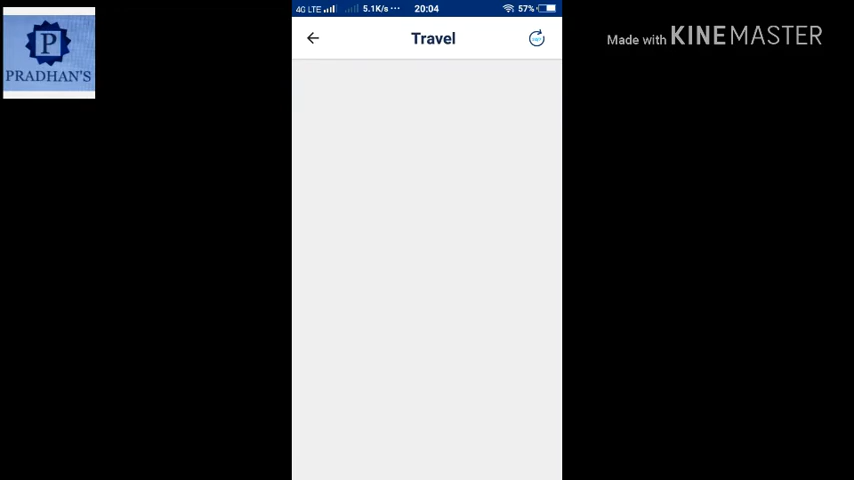 4G LTE 5.1K/s ··· 20:04 57%
Travel
P
PRADHAN'S
Made with KINEMASTER